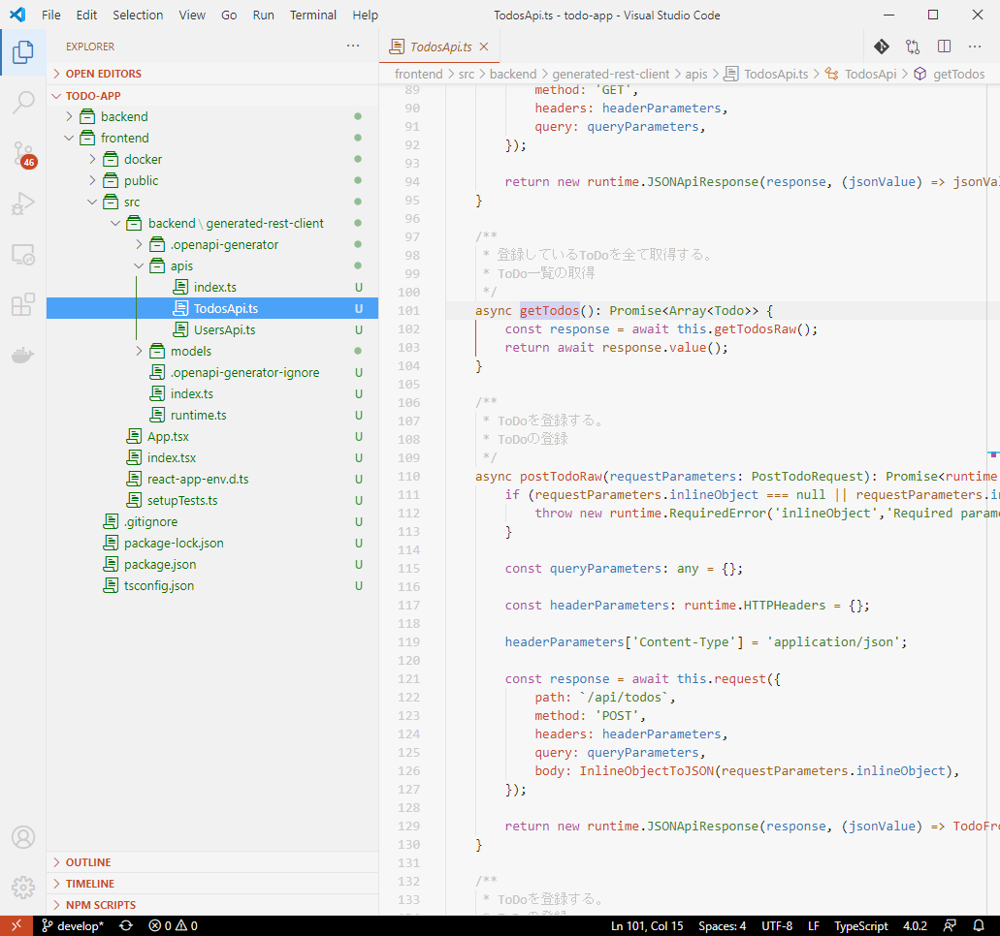 File Edit Selection View Go Run Terminal Help TodosApi.ts - todo-app - Visual Studio Code
EXPLORER ···
TodosApi.ts
OPEN EDITORS
frontend > src > backend > generated-rest-client > apis > TodosApi.ts > TodosApi > getTodos
TODO-APP
backend
frontend
docker
public
src
backend \ generated-rest-client
.openapi-generator
apis
index.ts U
TodosApi.ts U
UsersApi.ts U
models
.openapi-generator-ignore U
index.ts U
runtime.ts U
App.tsx U
index.tsx U
react-app-env.d.ts U
setupTests.ts U
.gitignore U
package-lock.json U
package.json U
tsconfig.json U
OUTLINE
TIMELINE
NPM SCRIPTS
46
89 method: 'GET',
90 headers: headerParameters,
91 query: queryParameters,
92 });
93
94 return new runtime.JSONApiResponse(response, (jsonValue) => jsonVal
95 }
96
97 /**
98 * 登録しているToDoを全て取得する。
99 * ToDo一覧の取得
100 */
101 async getTodos(): Promise<Array<Todo>> {
102 const response = await this.getTodosRaw();
103 return await response.value();
104 }
105
106 /**
107 * ToDoを登録する。
108 * ToDoの登録
109 */
110 async postTodoRaw(requestParameters: PostTodoRequest): Promise<runtime
111 if (requestParameters.inlineObject === null || requestParameters.in
112 throw new runtime.RequiredError('inlineObject','Required parame
113 }
114
115 const queryParameters: any = {};
116
117 const headerParameters: runtime.HTTPHeaders = {};
118
119 headerParameters['Content-Type'] = 'application/json';
120
121 const response = await this.request({
122 path: `/api/todos`,
123 method: 'POST',
124 headers: headerParameters,
125 query: queryParameters,
126 body: InlineObjectToJSON(requestParameters.inlineObject),
127 });
128
129 return new runtime.JSONApiResponse(response, (jsonValue) => TodoFro
130 }
131
132 /**
133 * ToDoを登録する。
develop* 0 0 Ln 101, Col 15 Spaces: 4 UTF-8 LF TypeScript 4.0.2